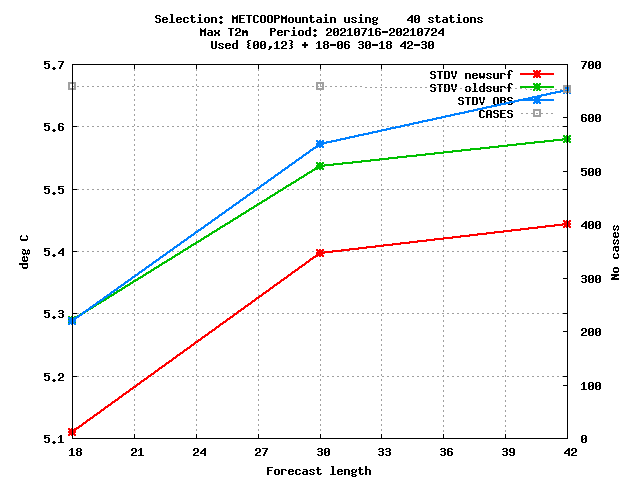 Selection: METCOOPMountain using    40 stations
Max T2m   Period: 20210716-20210724
Used {00,12} + 18-06 30-18 42-30
5.7
5.6
5.5
5.4
5.3
5.2
5.1
deg C
700
600
500
400
300
200
100
0
No cases
STDV newsurf
STDV oldsurf
STDV OBS
CASES
18 21 24 27 30 33 36 39 42
Forecast length